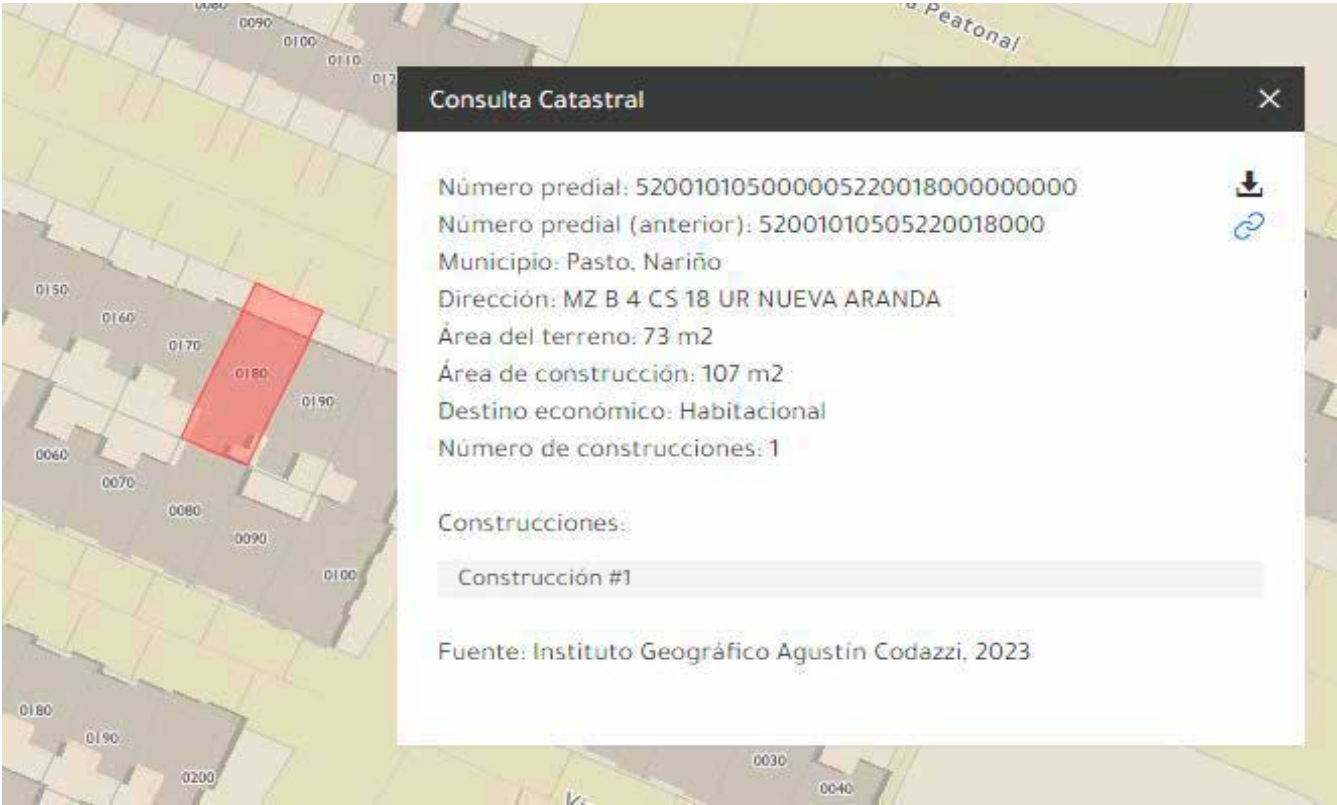 0080
0090
0100
0110
012
Peatonal
Consulta Catastral
Número predial: 520010105000005220018000000000
Número predial (anterior): 52001010505220018000
Municipio: Pasto, Nariño
Dirección: MZ B 4 CS 18 UR NUEVA ARANDA
Área del terreno: 73 m2
Área de construcción: 107 m2
Destino económico: Habitacional
Número de construcciones: 1
Construcciones:
Construcción #1
Fuente: Instituto Geográfico Agustín Codazzi, 2023
0150
0160
0170
0180
0190
0060
0070
0080
0090
0100
0180
0190
0200
0030
0040